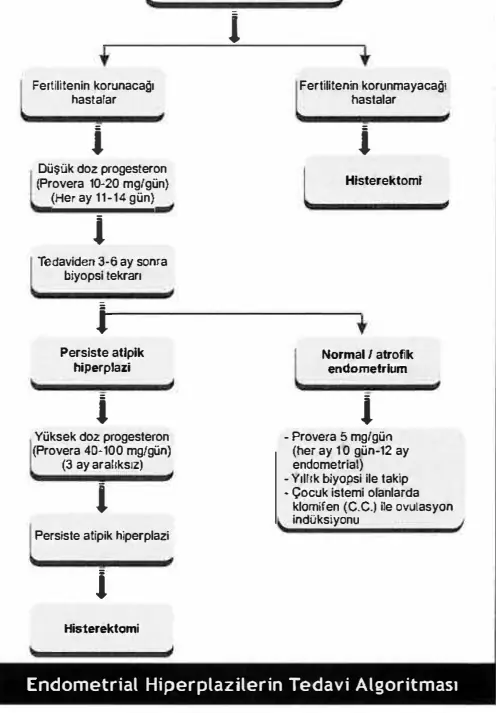 Fertilitenin korunacağı
hastalar
Fertilitenin korunmayacağı
hastalar
Düşük doz progesteron
(Provera 10-20 mg/gün)
(Her ay 11-14 gün)
Histerektomi
Tedaviden 3-6 ay sonra
biyopsi tekrarı
Persiste atipik
hiperplazi
Normal / atrofik
endometrium
Yüksek doz progesteron
(Provera 40-100 mg/gün)
(3 ay aralıksız)
- Provera 5 mg/gün
(her ay 10 gün-12 ay
endometrial)
- Yıllık biyopsi ile takip
- Çocuk istemi olanlarda
klomifen (C.C.) ile ovulasyon
indüksiyonu
Persiste atipik hiperplazi
Histerektomi
Endometrial Hiperplazilerin Tedavi Algoritması